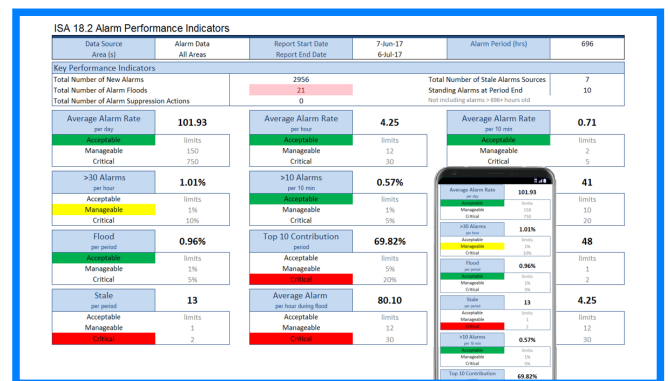 ISA 18.2 Alarm Performance Indicators
Data Source Alarm Data Report Start Date 7-Jun-17 Alarm Period (hrs) 696
Area (s) All Areas Report End Date 6-Jul-17
Key Performance Indicators
Total Number of New Alarms 2956 Total Number of Stale Alarms Sources 7
Total Number of Alarm Floods 21 Standing Alarms at Period End 10
Total Number of Alarm Suppression Actions 0 Not including alarms > 696+ hours old
Average Alarm Rate 101.93 Average Alarm Rate 4.25 Average Alarm Rate 0.71
per day per hour per 10 min
Acceptable limits Acceptable limits Acceptable limits
Manageable 150 Manageable 12 Manageable 2
Critical 750 Critical 30 Critical 5
>30 Alarms 1.01% >10 Alarms 0.57% 41
per hour per 10 min
Acceptable limits Acceptable limits limits
Manageable 1% Manageable 1% 10
Critical 10% Critical 5% 20
Flood 0.96% Top 10 Contribution 69.82% 48
per period period
Acceptable limits Acceptable limits limits
Manageable 1% Manageable 5% 1
Critical 5% Critical 20% 2
Stale 13 Average Alarm 80.10 4.25
per period per hour during flood
Acceptable limits Acceptable limits limits
Manageable 1 Manageable 12 12
Critical 2 Critical 30 30
Average Alarm Rate 101.93
per day
Acceptable limits
Manageable
Critical 750
>30 Alarms 1.01%
per hour
Acceptable limits
Manageable 1%
Critical 10%
Flood 0.96%
per period
Acceptable limits
Manageable 1%
Critical 5%
Stale 13
per period
Acceptable limits
Manageable 1
Critical 2
>10 Alarms 0.57%
per 10 min
Acceptable limits
Manageable 1%
Critical 5%
Top 10 Contribution 69.82%